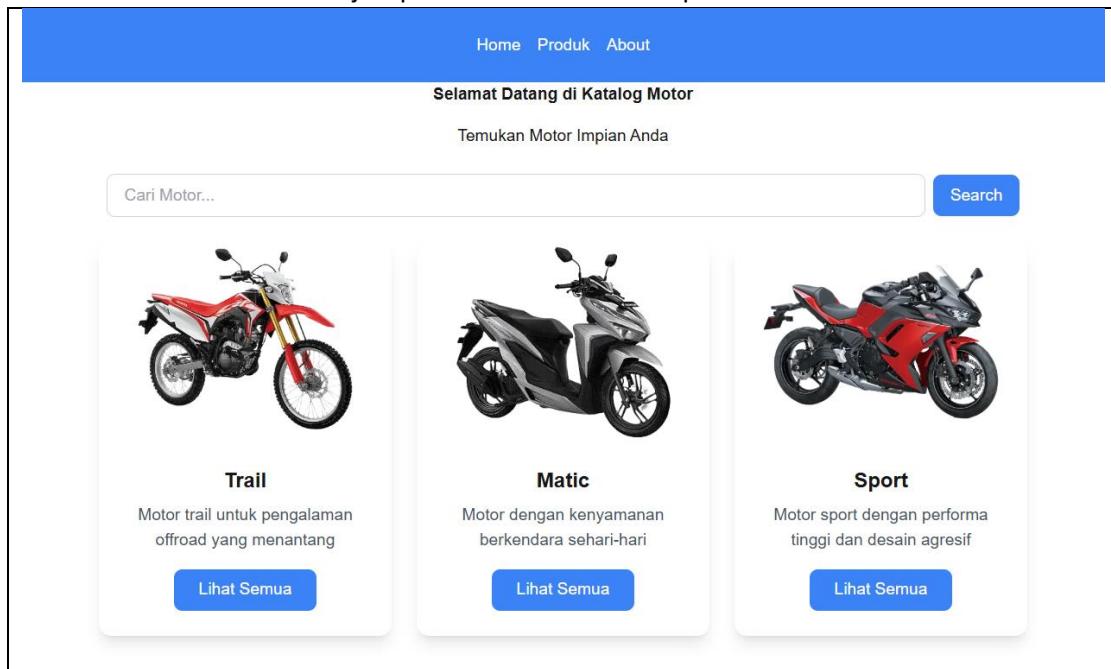 Home Produk About
Selamat Datang di Katalog Motor
Temukan Motor Impian Anda
Cari Motor...
Search
Trail
Motor trail untuk pengalaman
offroad yang menantang
Lihat Semua
Matic
Motor dengan kenyamanan
berkendara sehari-hari
Lihat Semua
Sport
Motor sport dengan performa
tinggi dan desain agresif
Lihat Semua